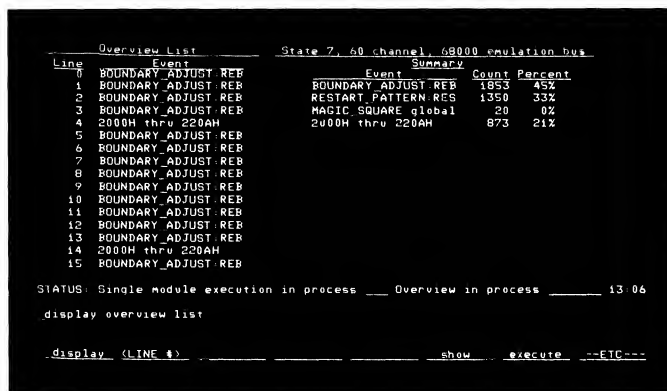 Overview List State 7, 60 channel, 68000 emulation bus
Line Event Summary
0 BOUNDARY_ADJUST:REB Event Count Percent
1 BOUNDARY_ADJUST:REB BOUNDARY_ADJUST:REB 1853 45%
2 BOUNDARY_ADJUST:REB RESTART_PATTERN:RES 1350 33%
3 BOUNDARY_ADJUST:REB MAGIC_SQUARE global 20 0%
4 2000H thru 220AH 2000H thru 220AH 873 21%
5 BOUNDARY_ADJUST:REB
6 BOUNDARY_ADJUST:REB
7 BOUNDARY_ADJUST:REB
8 BOUNDARY_ADJUST:REB
9 BOUNDARY_ADJUST:REB
10 BOUNDARY_ADJUST:REB
11 BOUNDARY_ADJUST:REB
12 BOUNDARY_ADJUST:REB
13 BOUNDARY_ADJUST:REB
14 2000H thru 220AH
15 BOUNDARY_ADJUST:REB
STATUS: Single module execution in process ___ Overview in process ______ 13:06
display overview list
display (LINE #) show execute --ETC---